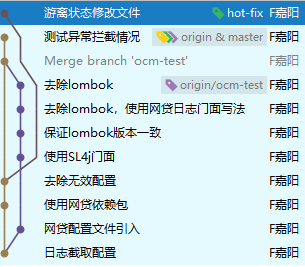 游离状态修改文件 hot-fix F嘉阳
测试异常拦截情况 origin & master F嘉阳
Merge branch 'ocm-test' F嘉阳
去除lombok origin/ocm-test F嘉阳
去除lombok，使用网贷日志门面写法 F嘉阳
保证lombok版本一致 F嘉阳
使用SL4j门面 F嘉阳
去除无效配置 F嘉阳
使用网贷依赖包 F嘉阳
网贷配置文件引入 F嘉阳
日志截取配置 F嘉阳